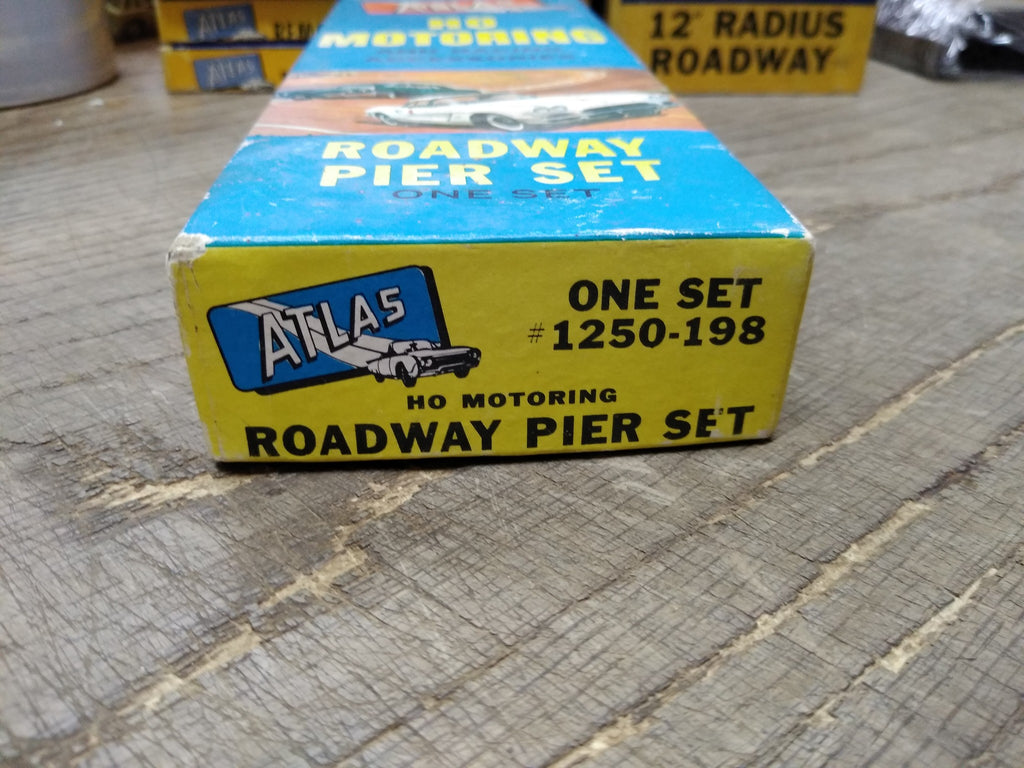 ATLAS
ATLAS
12" RADIUS
ROADWAY
ATLAS
HO
MOTORING
ROADWAY
PIER SET
ONE SET
ATLAS
ONE SET
#1250-198
HO MOTORING
ROADWAY PIER SET